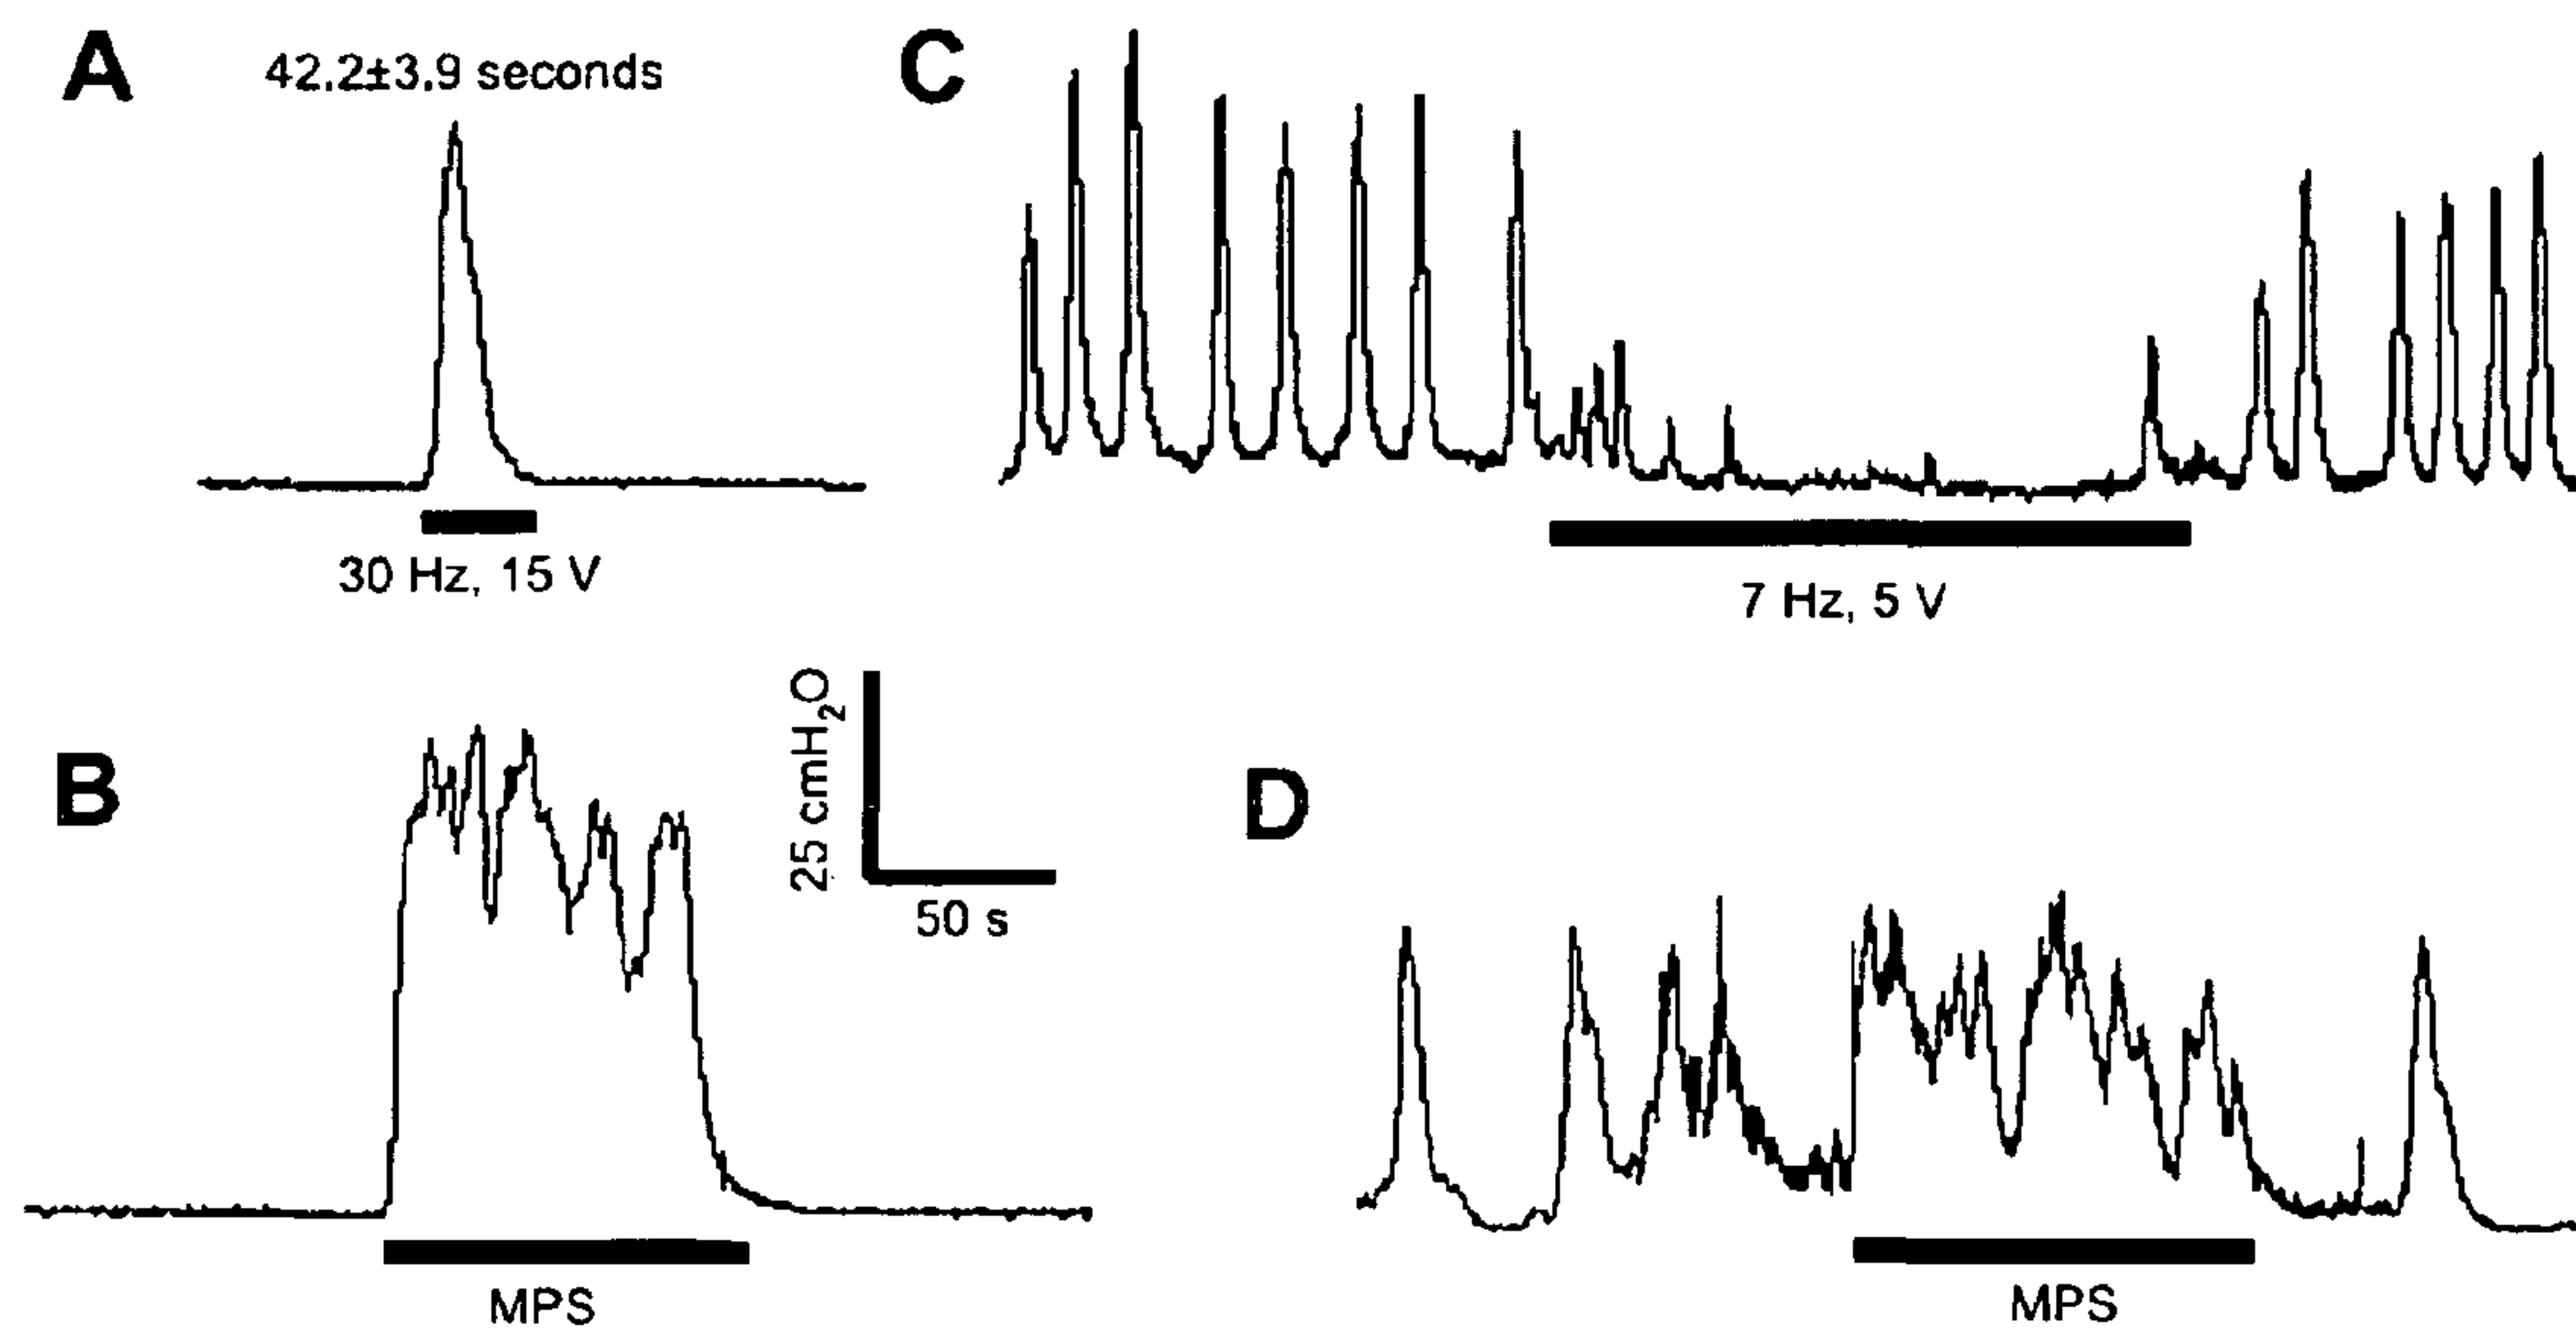 A
42.2±3.9 seconds
30 Hz, 15 V
C
7 Hz, 5 V
B
25 cmH₂O
50 s
MPS
D
MPS